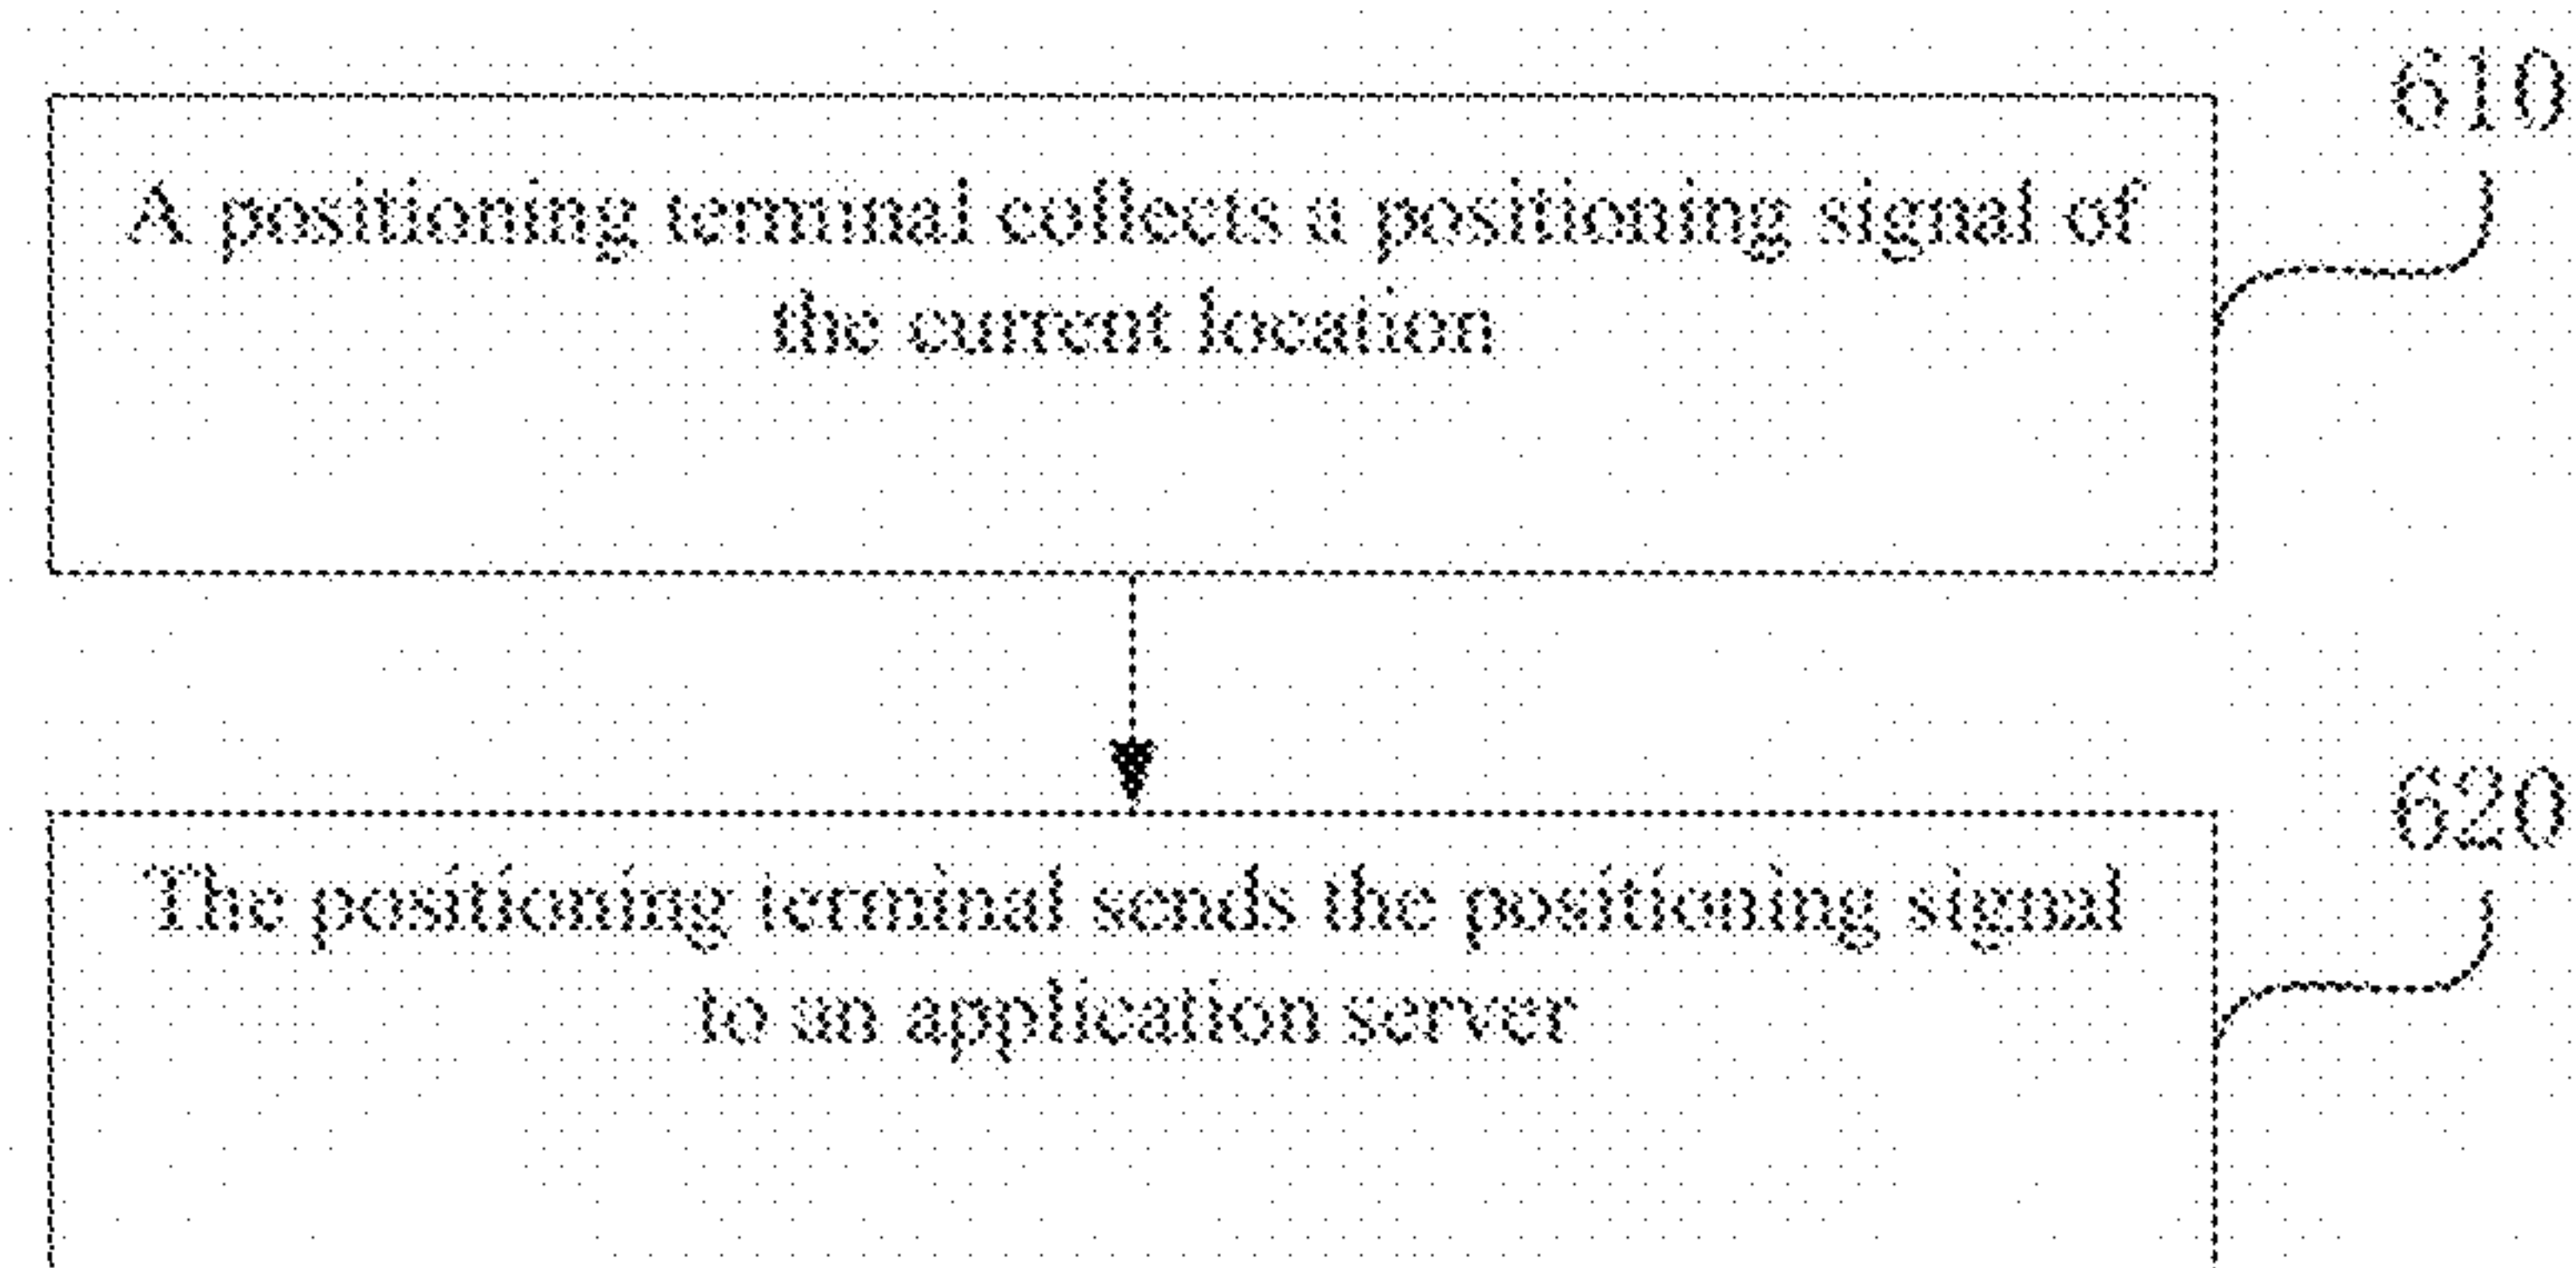 610
A positioning terminal collects a positioning signal of
the current location
620
The positioning terminal sends the positioning signal
to an application server